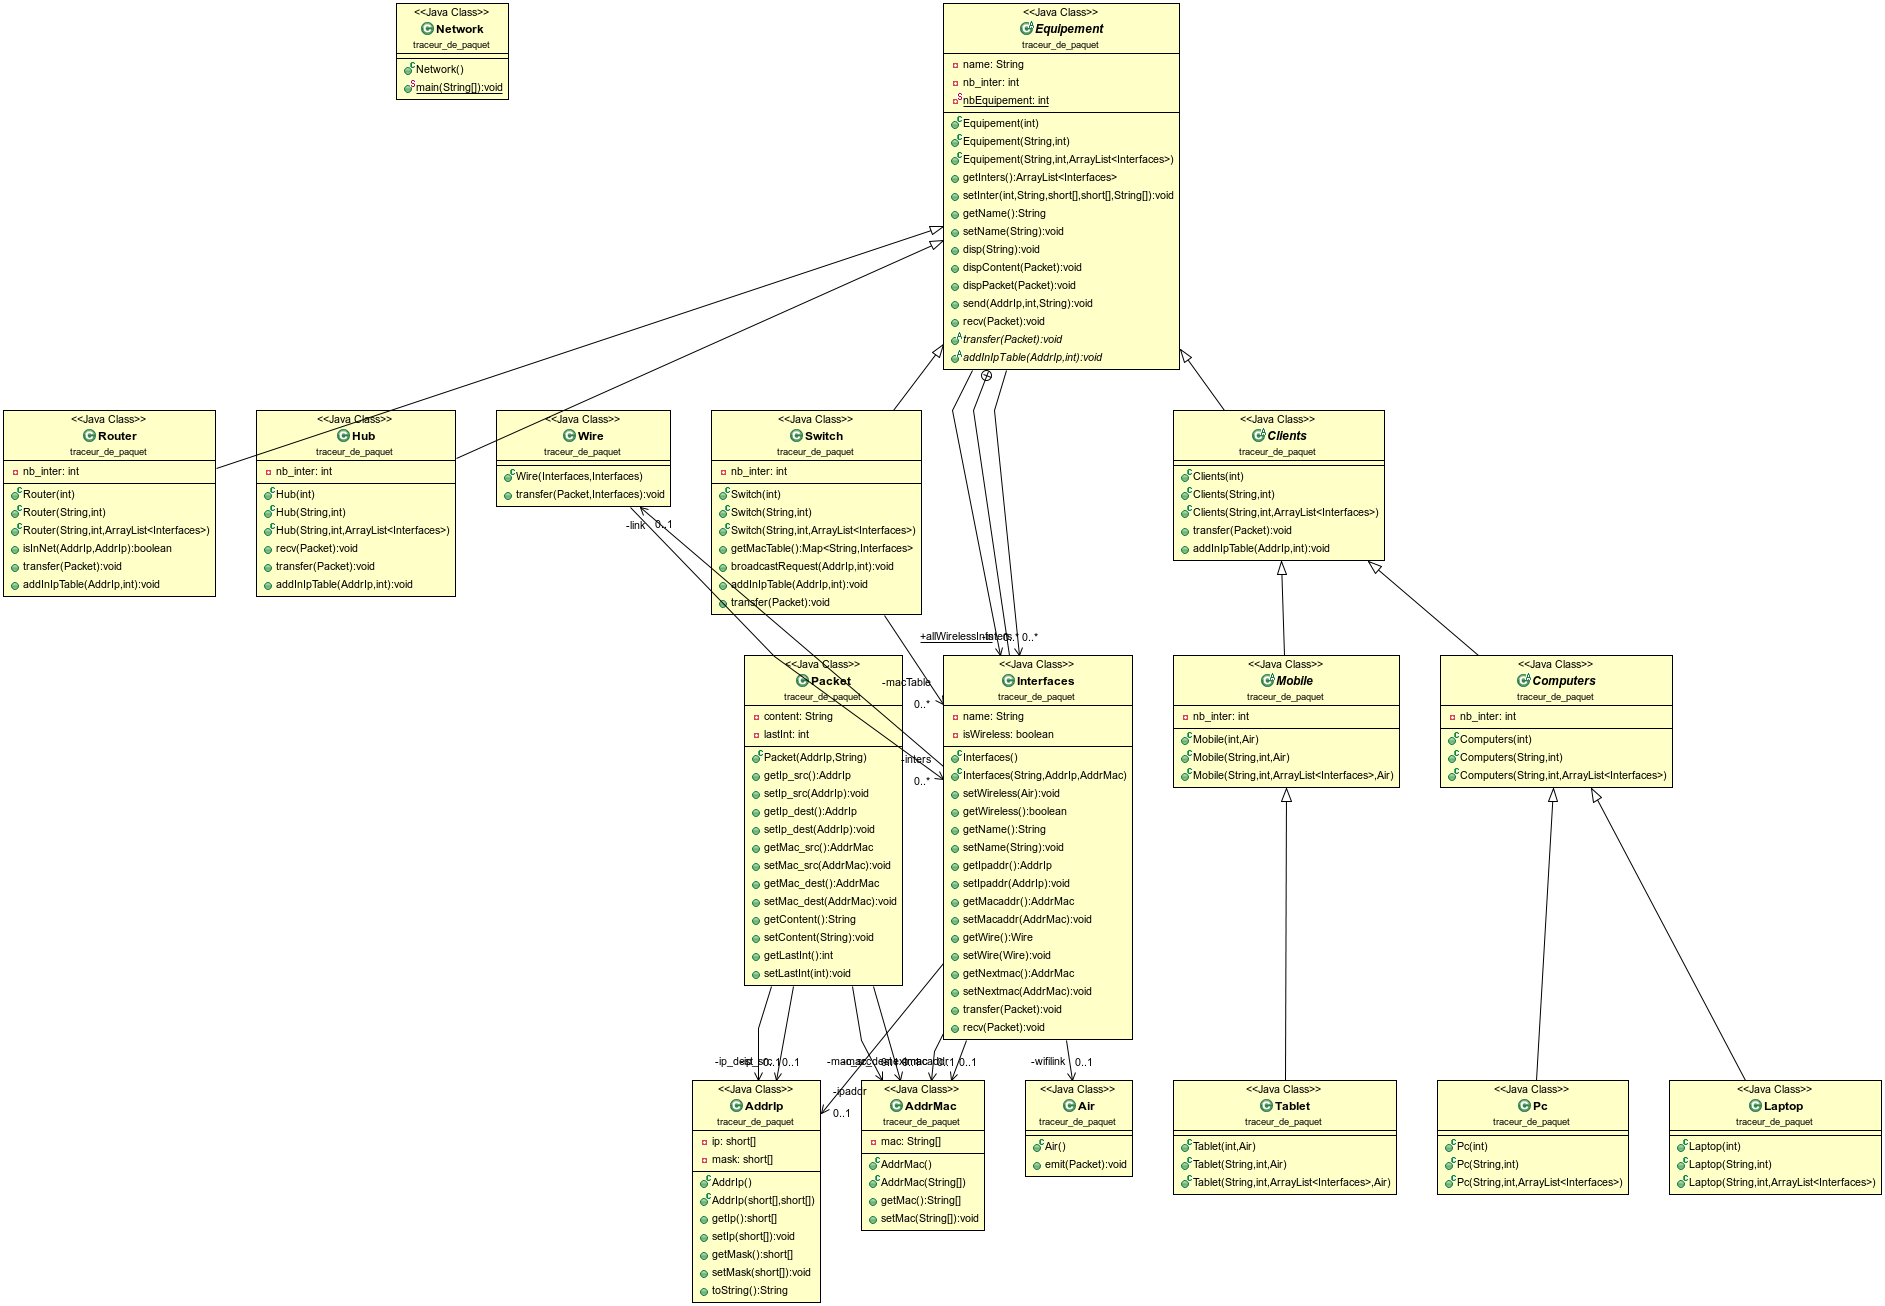 <<Java Class>>
Network
traceur_de_paquet
Network()
main(String[]):void
<<Java Class>>
Equipement
traceur_de_paquet
name: String
nb_inter: int
nbEquipement: int
Equipement(int)
Equipement(String,int)
Equipement(String,int,ArrayList<Interfaces>)
getInters():ArrayList<Interfaces>
setInter(int,String,short[],short[],String[]):void
getName():String
setName(String):void
disp(String):void
dispContent(Packet):void
dispPacket(Packet):void
send(AddrIp,int,String):void
recv(Packet):void
transfer(Packet):void
addInIpTable(AddrIp,int):void
<<Java Class>>
Router
traceur_de_paquet
nb_inter: int
Router(int)
Router(String,int)
Router(String,int,ArrayList<Interfaces>)
isInNet(AddrIp,AddrIp):boolean
transfer(Packet):void
addInIpTable(AddrIp,int):void
<<Java Class>>
Hub
traceur_de_paquet
nb_inter: int
Hub(int)
Hub(String,int)
Hub(String,int,ArrayList<Interfaces>)
recv(Packet):void
transfer(Packet):void
addInIpTable(AddrIp,int):void
<<Java Class>>
Wire
traceur_de_paquet
Wire(Interfaces,Interfaces)
transfer(Packet,Interfaces):void
-link
0..1
<<Java Class>>
Switch
traceur_de_paquet
nb_inter: int
Switch(int)
Switch(String,int)
Switch(String,int,ArrayList<Interfaces>)
getMacTable():Map<String,Interfaces>
broadcastRequest(AddrIp,int):void
addInIpTable(AddrIp,int):void
transfer(Packet):void
<<Java Class>>
Clients
traceur_de_paquet
Clients(int)
Clients(String,int)
Clients(String,int,ArrayList<Interfaces>)
transfer(Packet):void
addInIpTable(AddrIp,int):void
0..*
0..*
-macTable
0..*
-inters
0..*
<<Java Class>>
Packet
traceur_de_paquet
content: String
lastInt: int
Packet(AddrIp,String)
getIp_src():AddrIp
setIp_src(AddrIp):void
getIp_dest():AddrIp
setIp_dest(AddrIp):void
getMac_src():AddrMac
setMac_src(AddrMac):void
getMac_dest():AddrMac
setMac_dest(AddrMac):void
getContent():String
setContent(String):void
getLastInt():int
setLastInt(int):void
<<Java Class>>
Interfaces
traceur_de_paquet
name: String
isWireless: boolean
Interfaces()
Interfaces(String,AddrIp,AddrMac)
setWireless(Air):void
getWireless():boolean
getName():String
setName(String):void
getIpaddr():AddrIp
setIpaddr(AddrIp):void
getMacaddr():AddrMac
setMacaddr(AddrMac):void
getWire():Wire
setWire(Wire):void
getNextmac():AddrMac
setNextmac(AddrMac):void
transfer(Packet):void
recv(Packet):void
<<Java Class>>
Mobile
traceur_de_paquet
nb_inter: int
Mobile(int,Air)
Mobile(String,int,Air)
Mobile(String,int,ArrayList<Interfaces>,Air)
<<Java Class>>
Computers
traceur_de_paquet
nb_inter: int
Computers(int)
Computers(String,int)
Computers(String,int,ArrayList<Interfaces>)
0..1
0..1
-wifilink
0..1
-ipaddr
0..1
<<Java Class>>
AddrIp
traceur_de_paquet
ip: short[]
mask: short[]
AddrIp()
AddrIp(short[],short[])
getIp():short[]
setIp(short[]):void
getMask():short[]
setMask(short[]):void
toString():String
<<Java Class>>
AddrMac
traceur_de_paquet
mac: String[]
AddrMac()
AddrMac(String[])
getMac():String[]
setMac(String[]):void
<<Java Class>>
Air
traceur_de_paquet
Air()
emit(Packet):void
<<Java Class>>
Tablet
traceur_de_paquet
Tablet(int,Air)
Tablet(String,int,Air)
Tablet(String,int,ArrayList<Interfaces>,Air)
<<Java Class>>
Pc
traceur_de_paquet
Pc(int)
Pc(String,int)
Pc(String,int,ArrayList<Interfaces>)
<<Java Class>>
Laptop
traceur_de_paquet
Laptop(int)
Laptop(String,int)
Laptop(String,int,ArrayList<Interfaces>)